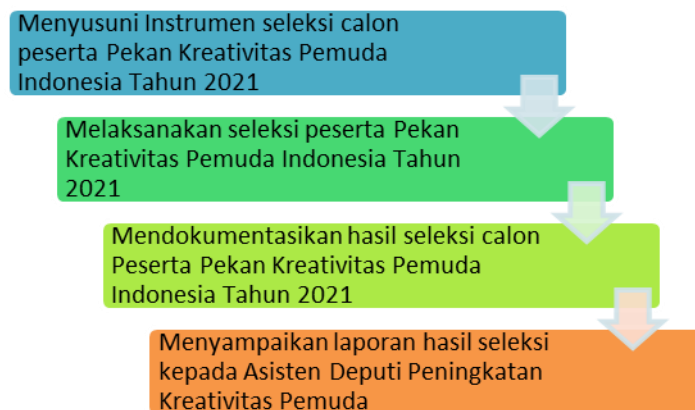 Menyusuni Instrumen seleksi calon
peserta Pekan Kreativitas Pemuda
Indonesia Tahun 2021
Melaksanakan seleksi peserta Pekan
Kreativitas Pemuda Indonesia Tahun
2021
Mendokumentasikan hasil seleksi calon
Peserta Pekan Kreativitas Pemuda
Indonesia Tahun 2021
Menyampaikan laporan hasil seleksi
kepada Asisten Deputi Peningkatan
Kreativitas Pemuda